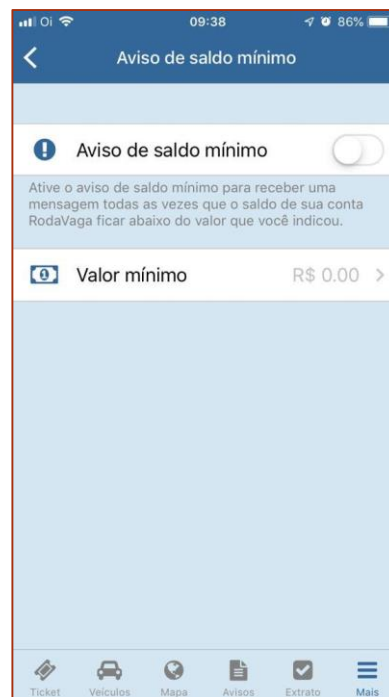 Oi 09:38 86%
Aviso de saldo mínimo
Aviso de saldo mínimo
Ative o aviso de saldo mínimo para receber uma
mensagem todas as vezes que o saldo de sua conta
RodaVaga ficar abaixo do valor que você indicou.
Valor mínimo R$ 0.00 >
Ticket Veículos Mapa Avisos Extrato Mais